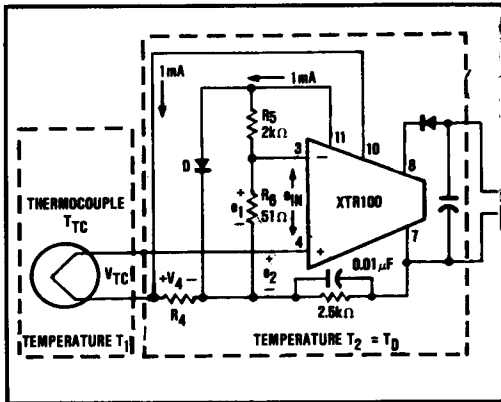 1mA
1mA
R5
2kΩ
11
10
D
3
−
8
THERMOCOUPLE
TTC
+
e1
−
R6
51Ω
eIN
XTR100
4
+
7
VTC
+V4−
+
e2
−
0.01μF
R4
2.5kΩ
TEMPERATURE T1
TEMPERATURE T2 = TD